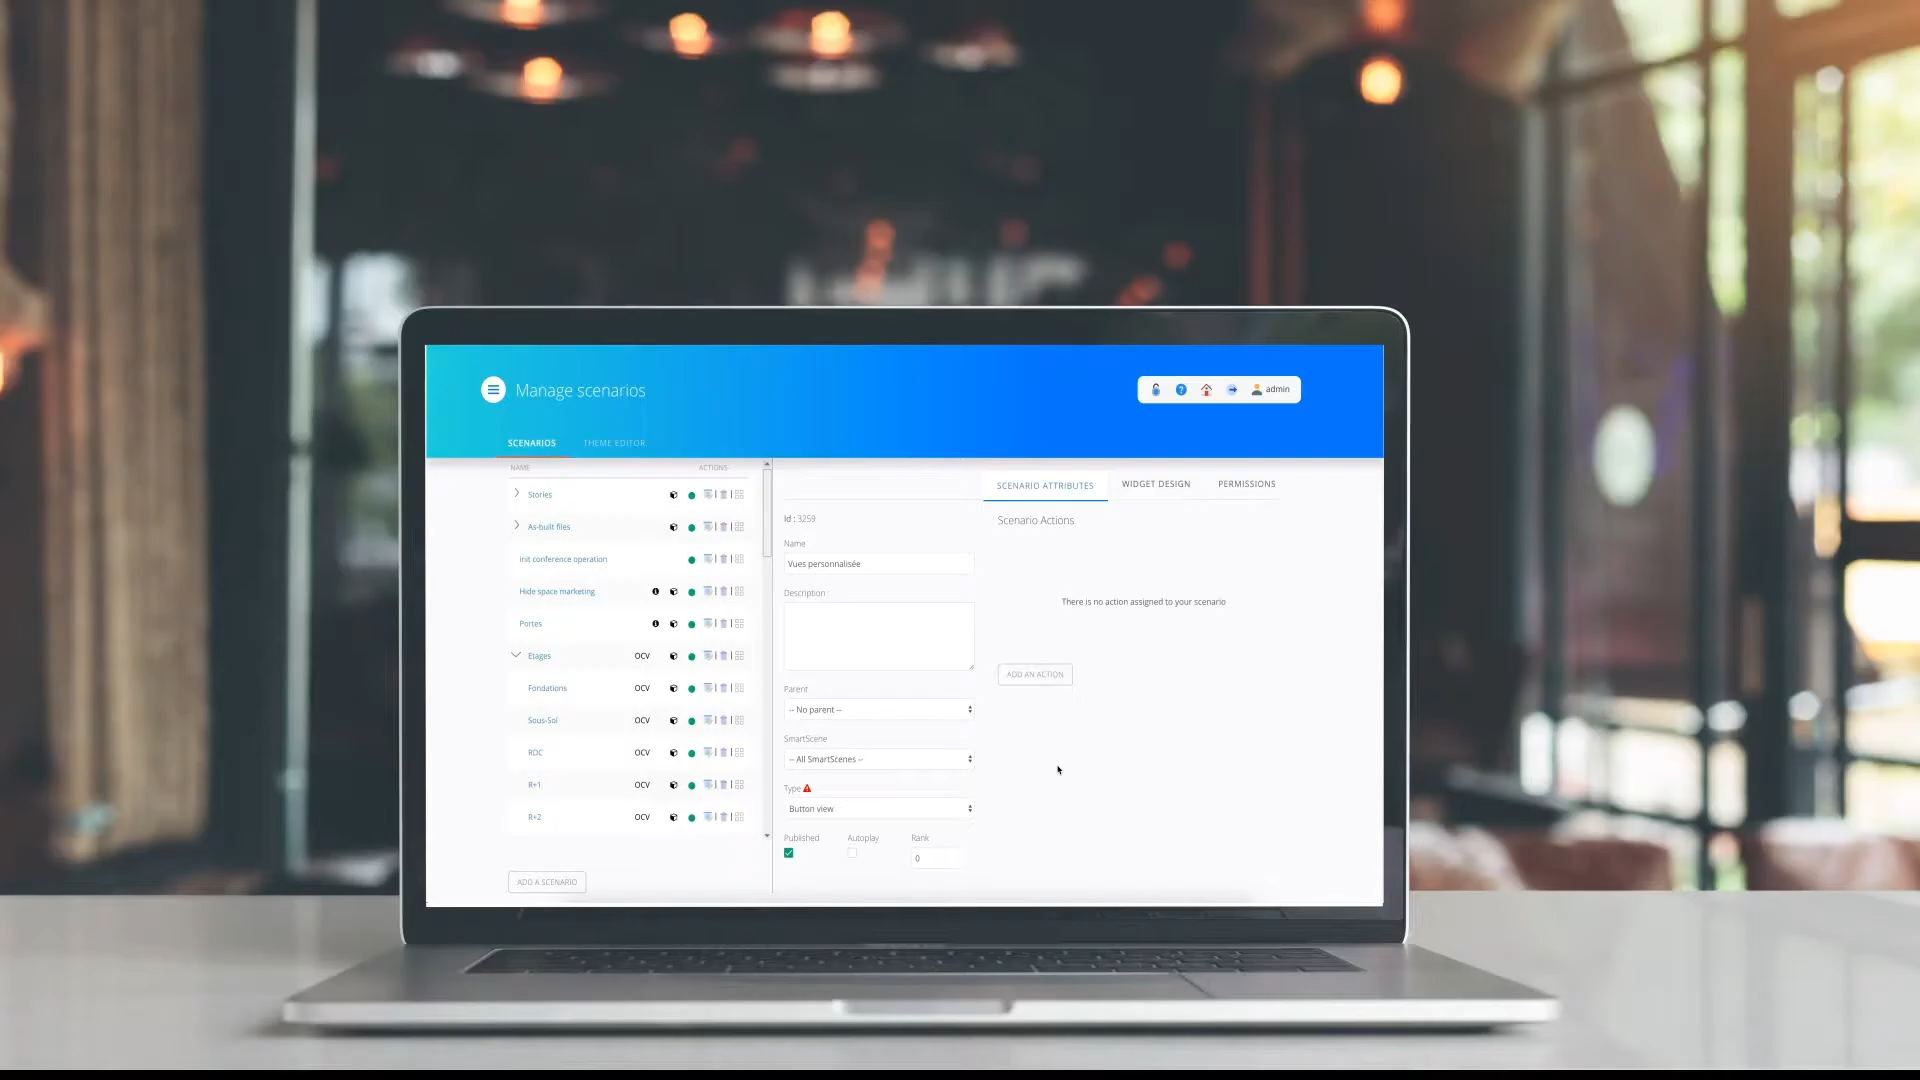 Manage scenarios
admin
SCENARIOS
THEME EDITOR
NAME
ACTIONS
Stories
As-built files
init conference operation
Hide space marketing
Portes
Etages OCV
Fondations OCV
Sous-Sol OCV
RDC OCV
R+1 OCV
R+2 OCV
ADD A SCENARIO
Id : 3259
Name
Vues personnalisée
Description
Parent
-- No parent --
SmartScene
-- All SmartScenes --
Type
Button view
Published
Autoplay
Rank
0
SCENARIO ATTRIBUTES
WIDGET DESIGN
PERMISSIONS
Scenario Actions
There is no action assigned to your scenario
ADD AN ACTION